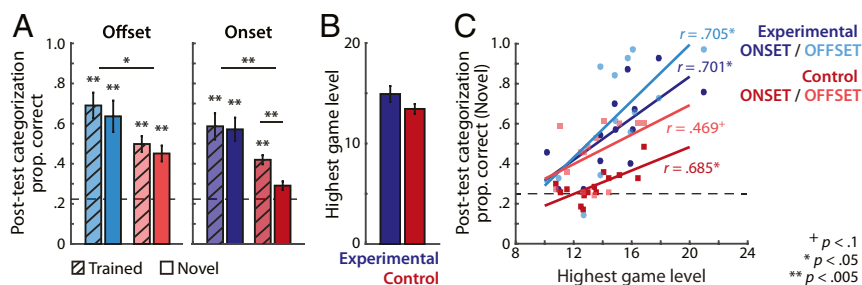 A
Offset
Onset
Post-test categorization
prop. correct
1.0
.8
.6
.4
.2
0
*
**
**
**
**
**
**
**
**
**
**
Trained
Novel
B
Highest game level
20
10
0
Experimental
Control
C
Post-test categorization
prop. correct (Novel)
1.0
.8
.6
.4
.2
0
8
12
16
20
24
Highest game level
r = .705*
r = .701*
r = .469+
r = .685*
Experimental
ONSET / OFFSET
Control
ONSET / OFFSET
+ p < .1
* p < .05
** p < .005